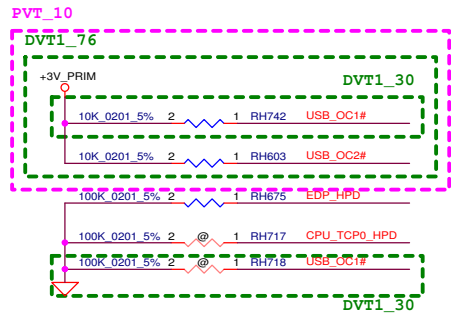 PVT_10
DVT1_76
+3V_PRIM
DVT1_30
10K_0201_5% 2 1 RH742 USB_OC1#
10K_0201_5% 2 1 RH603 USB_OC2#
100K_0201_5% 2 1 RH675 EDP_HPD
100K_0201_5% 2 @ 1 RH717 CPU_TCP0_HPD
100K_0201_5% 2 @ 1 RH718 USB_OC1#
DVT1_30